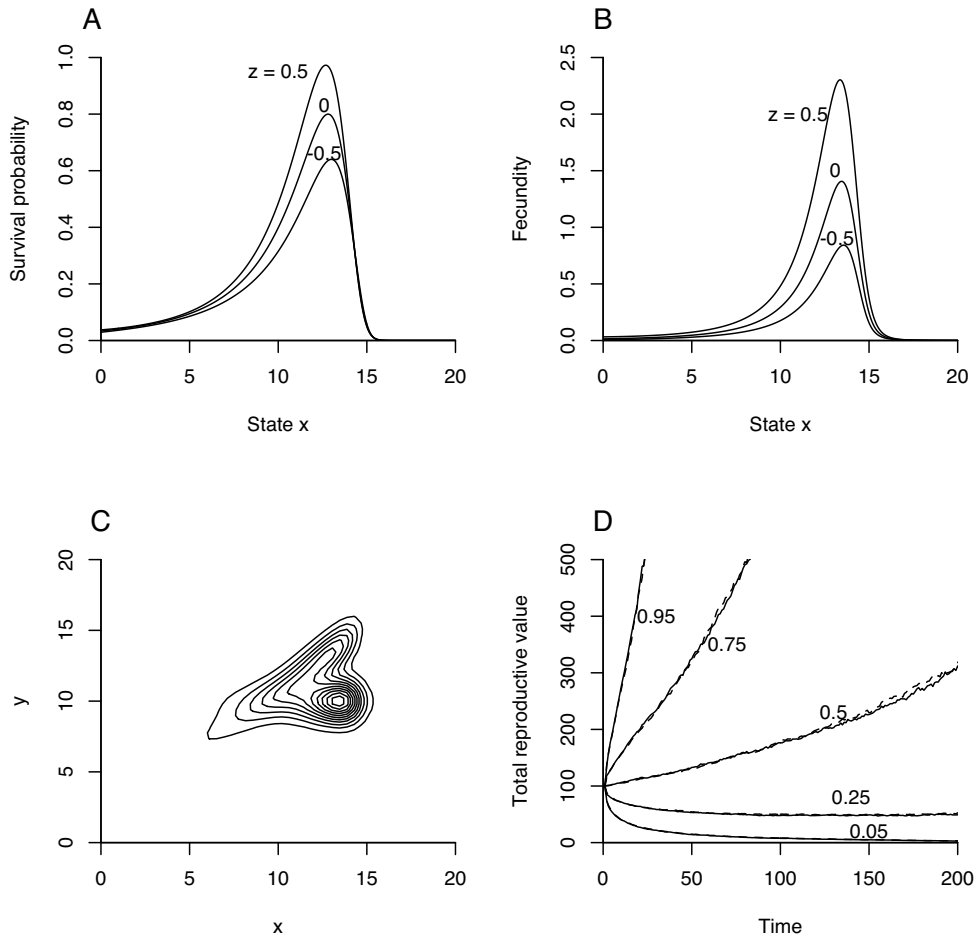 A
Survival probability
1.0
0.8
0.6
0.4
0.2
0.0
z = 0.5
0
-0.5
0 5 10 15 20
State x
B
Fecundity
2.5
2.0
1.5
1.0
0.5
0.0
z = 0.5
0
-0.5
0 5 10 15 20
State x
C
y
20
15
10
5
0
0 5 10 15 20
x
D
Total reproductive value
500
400
300
200
100
0
0.95
0.75
0.5
0.25
0.05
0 50 100 150 200
Time